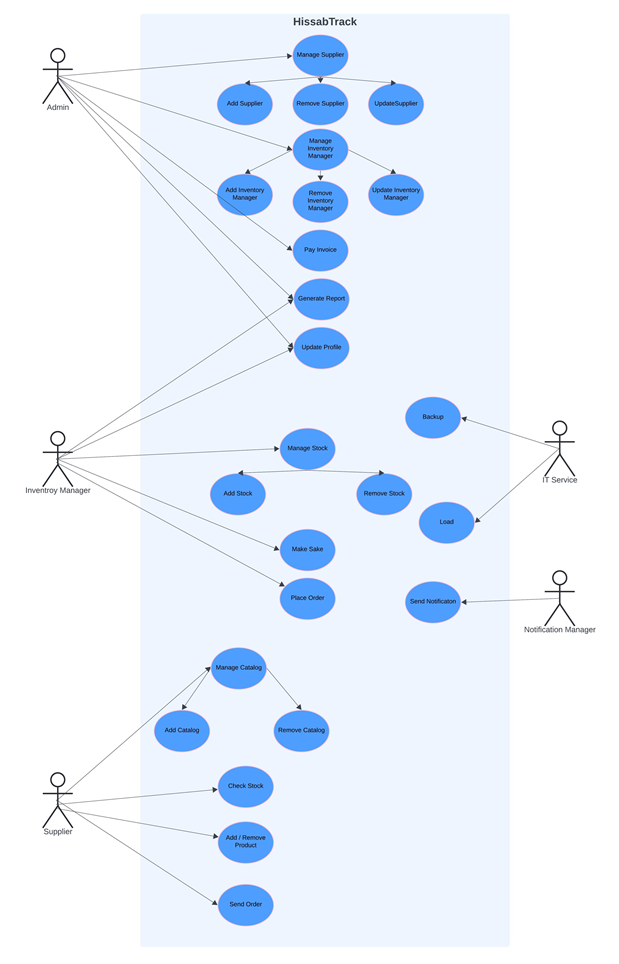 HissabTrack
Manage Supplier
Admin
Add Supplier
Remove Supplier
UpdateSupplier
Manage
Inventory
Manager
Add Inventory
Manager
Remove
Inventory
Manager
Update Inventory
Manager
Pay Invoice
Generate Report
Update Profile
Backup
Manage Stock
Inventroy Manager
IT Service
Add Stock
Remove Stock
Load
Make Sake
Place Order
Send Notificaton
Notification Manager
Manage Catalog
Add Catalog
Remove Catalog
Check Stock
Supplier
Add / Remove
Product
Send Order